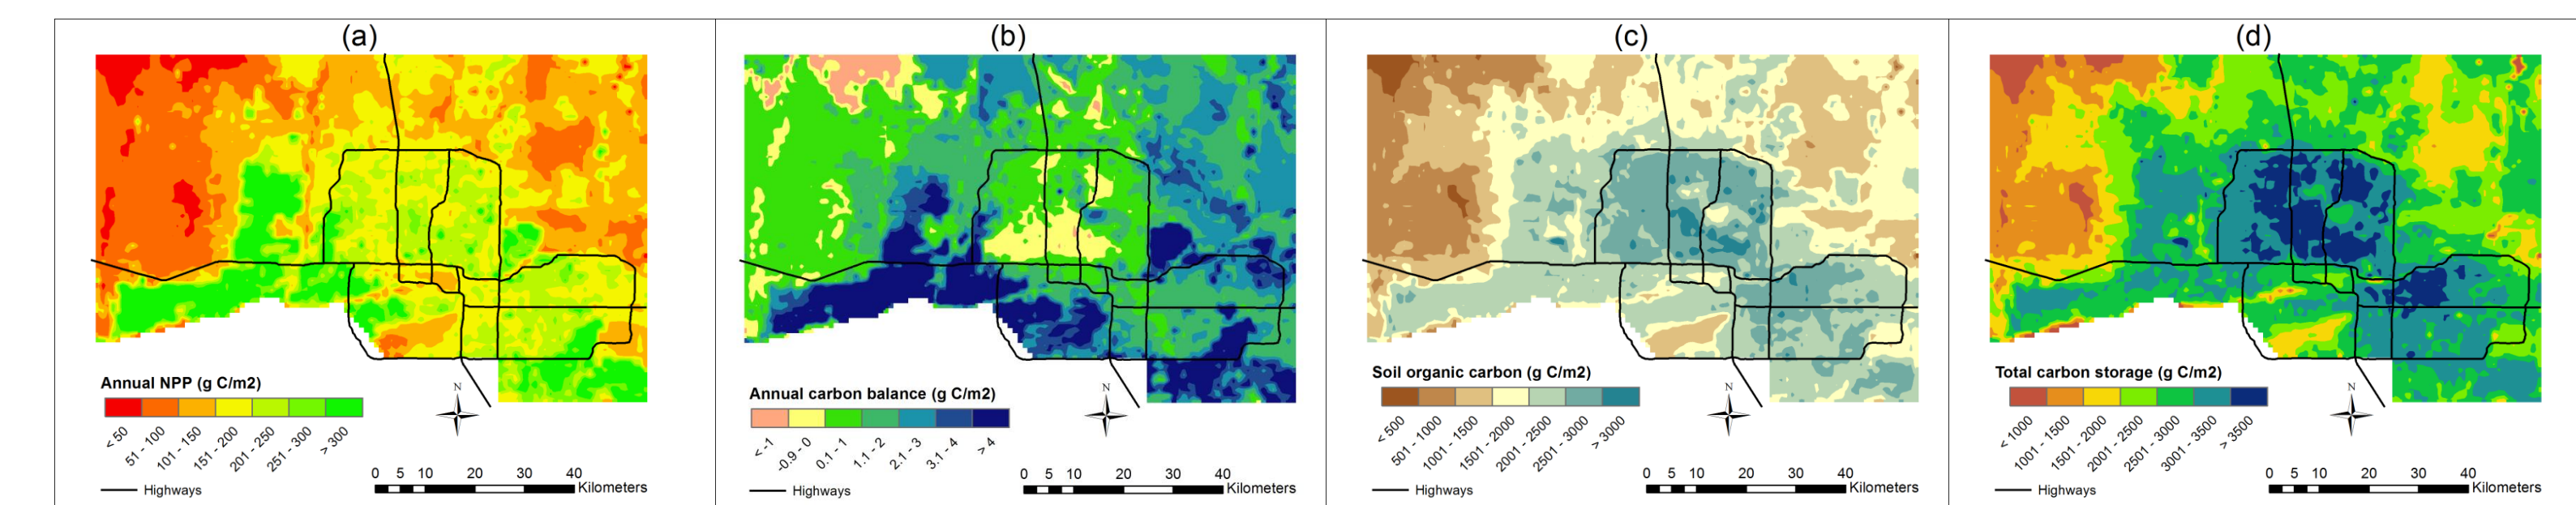 (a)
Annual NPP (g C/m2)
< 50
51 - 100
101 - 150
151 - 200
201 - 250
251 - 300
> 300
Highways
N
0 5 10 20 30 40
Kilometers
(b)
Annual carbon balance (g C/m2)
< -1
-0.9 - 0
0.1 - 1
1.1 - 2
2.1 - 3
3.1 - 4
> 4
Highways
N
0 5 10 20 30 40
Kilometers
(c)
Soil organic carbon (g C/m2)
< 500
501 - 1000
1001 - 1500
1501 - 2000
2001 - 2500
2501 - 3000
> 3000
Highways
N
0 5 10 20 30 40
Kilometers
(d)
Total carbon storage (g C/m2)
< 1000
1001 - 1500
1501 - 2000
2001 - 2500
2501 - 3000
3001 - 3500
> 3500
Highways
N
0 5 10 20 30 40
Kilometers